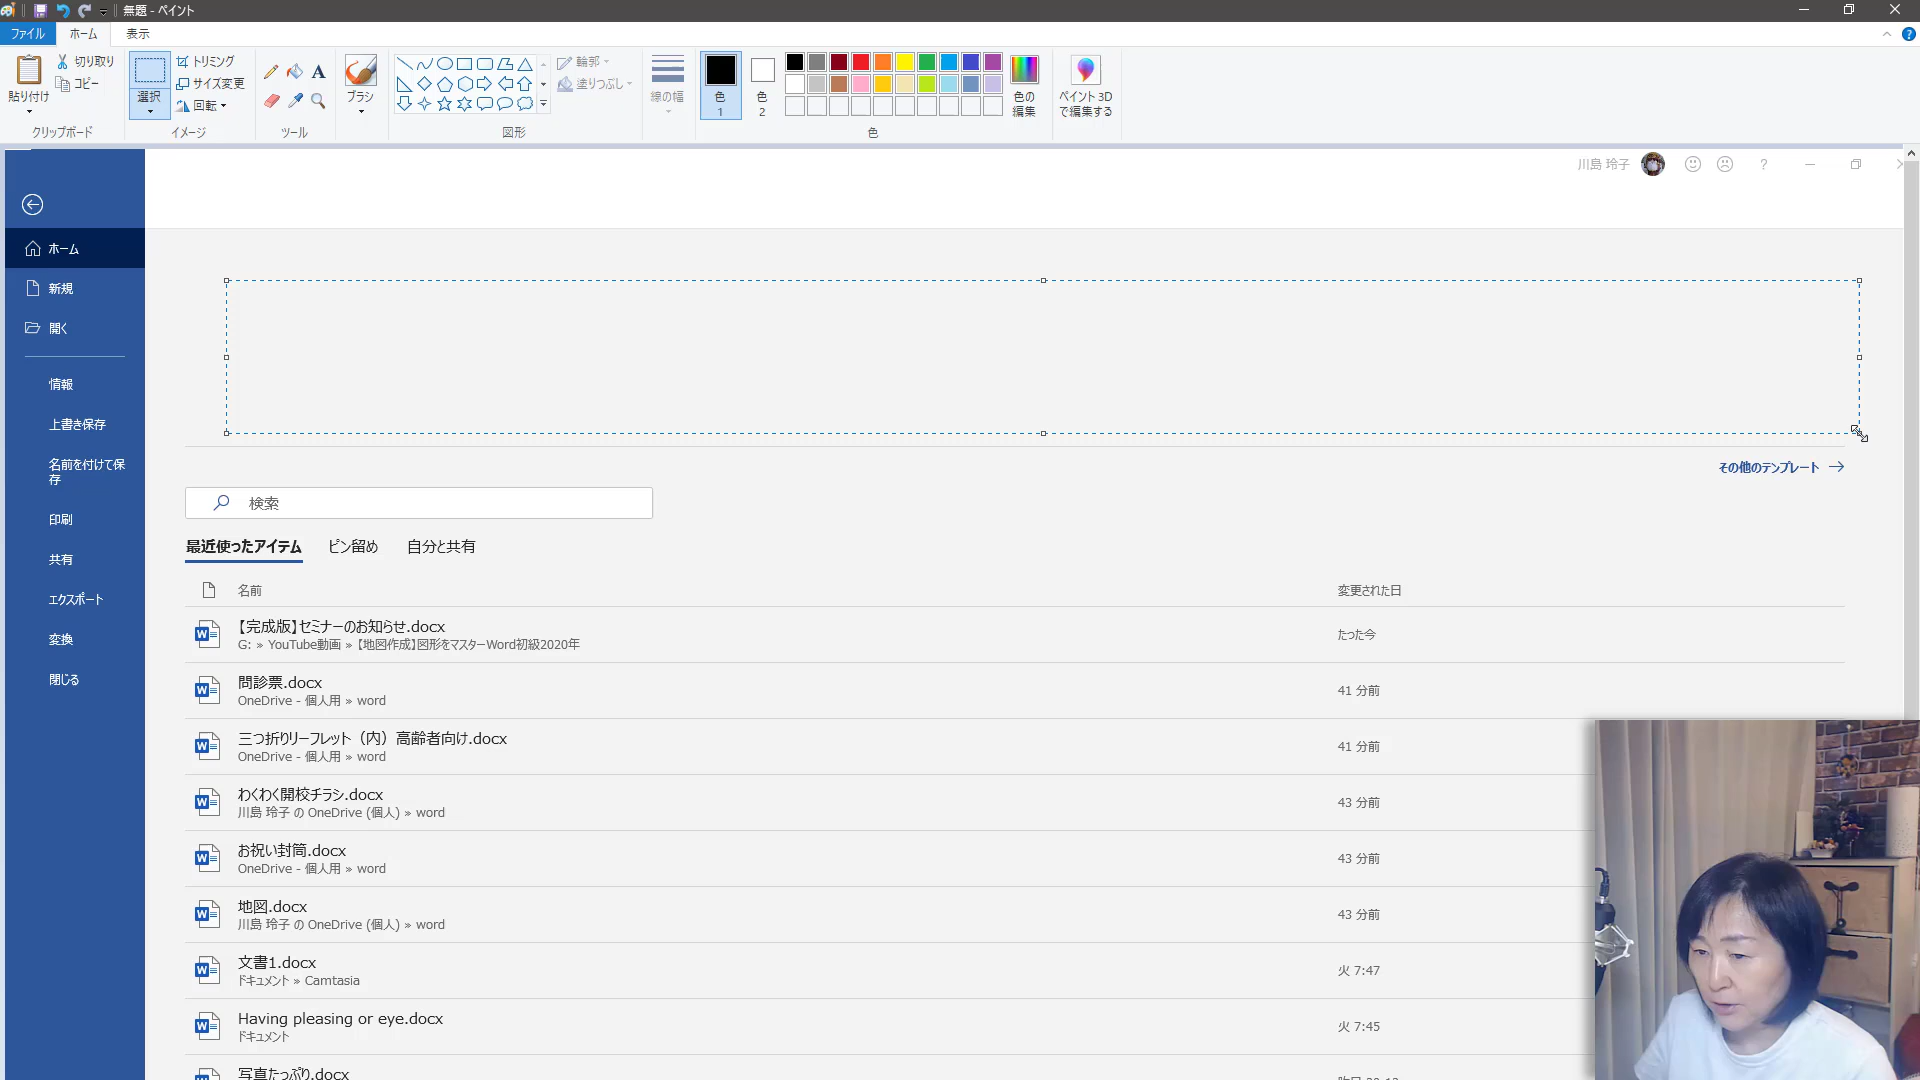 無題 - ペイント
ファイル ホーム 表示
貼り付け 切り取り コピー 選択 トリミング サイズ変更 回転 A ブラシ 輪郭 塗りつぶし 線の幅 色 1 色 2 色の編集 ペイント 3D で編集する
クリップボード イメージ ツール 図形 色
川島 玲子 ?
ホーム
新規
開く
情報
上書き保存
名前を付けて保
存
印刷
共有
エクスポート
変換
閉じる
その他のテンプレート
検索
最近使ったアイテム ピン留め 自分と共有
名前 変更された日
【完成版】セミナーのお知らせ.docx たった今
G: » YouTube動画 » 【地図作成】図形をマスターWord初級2020年
問診票.docx 41 分前
OneDrive - 個人用 » word
三つ折りリーフレット（内）高齢者向け.docx 41 分前
OneDrive - 個人用 » word
わくわく開校チラシ.docx 43 分前
川島 玲子 の OneDrive (個人) » word
お祝い封筒.docx 43 分前
OneDrive - 個人用 » word
地図.docx 43 分前
川島 玲子 の OneDrive (個人) » word
文書1.docx 火 7:47
ドキュメント » Camtasia
Having pleasing or eye.docx 火 7:45
ドキュメント
写真たっぷり.docx